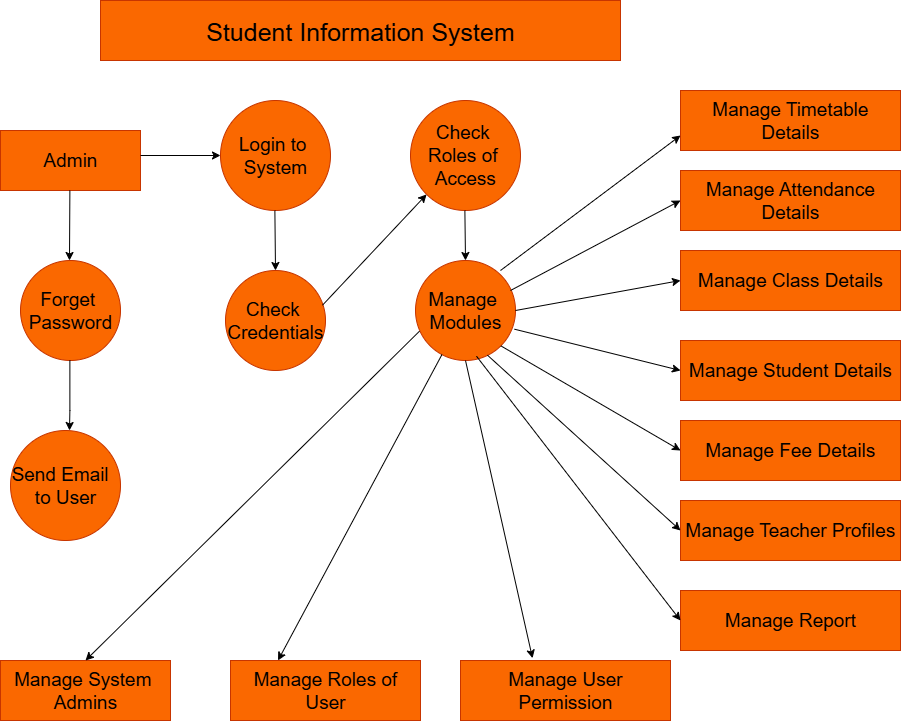 Student Information System
Admin
Login to
System
Check
Roles of
Access
Manage Timetable
Details
Manage Attendance
Details
Forget
Password
Check
Credentials
Manage
Modules
Manage Class Details
Manage Student Details
Manage Fee Details
Send Email
to User
Manage Teacher Profiles
Manage Report
Manage System
Admins
Manage Roles of
User
Manage User
Permission